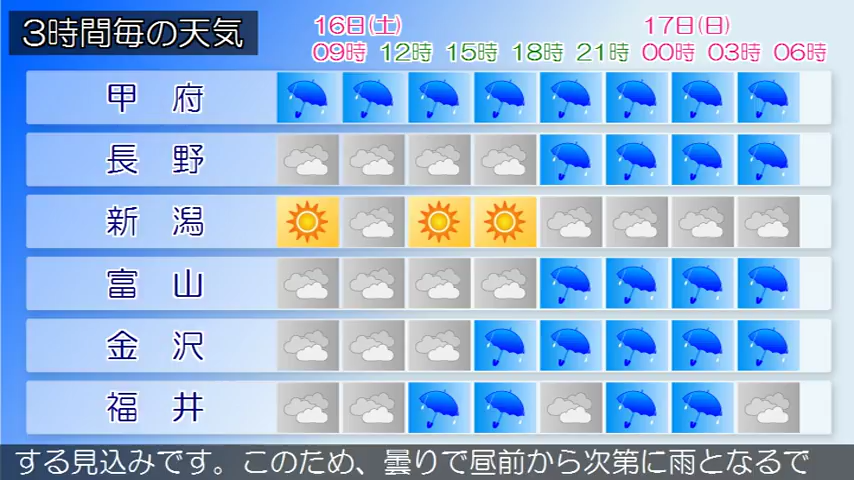 3時間毎の天気
16日(土) 17日(日)
09時 12時 15時 18時 21時 00時 03時 06時
甲 府
長 野
新 潟
富 山
金 沢
福 井
する見込みです。このため、曇りで昼前から次第に雨となるで